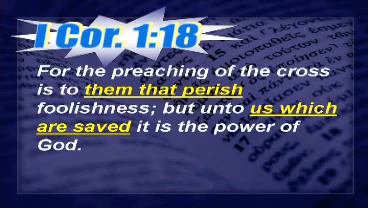 I Cor. 1:18
For the preaching of the cross
is to them that perish
foolishness; but unto us which
are saved it is the power of
God.